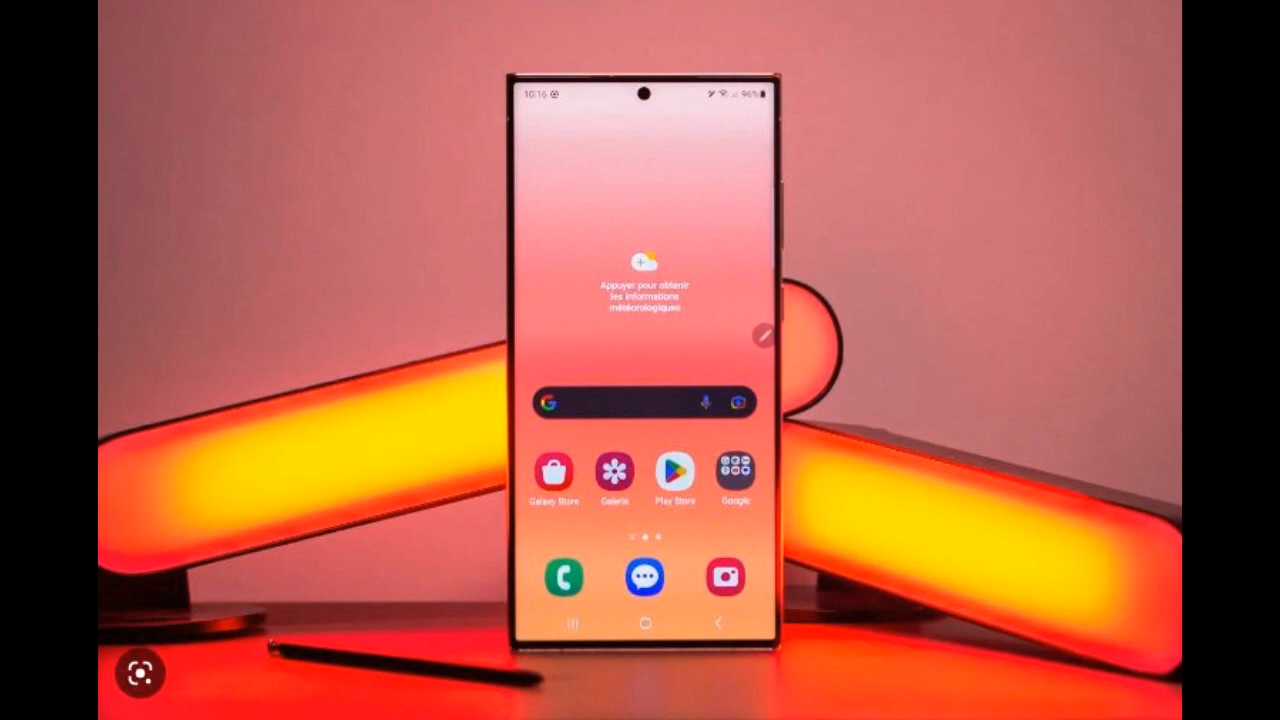 10:16
96%
Appuyer pour obtenir
les informations
météorologiques
Galaxy Store Galerie Play Store Google